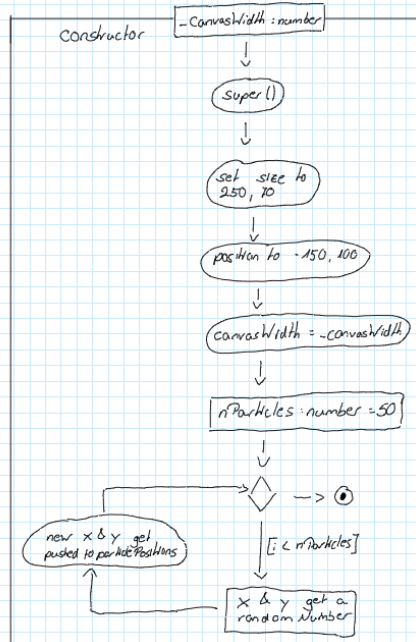 _CanvasWidth : number
constructor
super()
set size to
250, 70
position to -150, 100
canvasWidth = _canvasWidth
nParticles : number = 50
new x & y get
pushed to particlePositions
[i < nParticles]
x & y get a
random Number